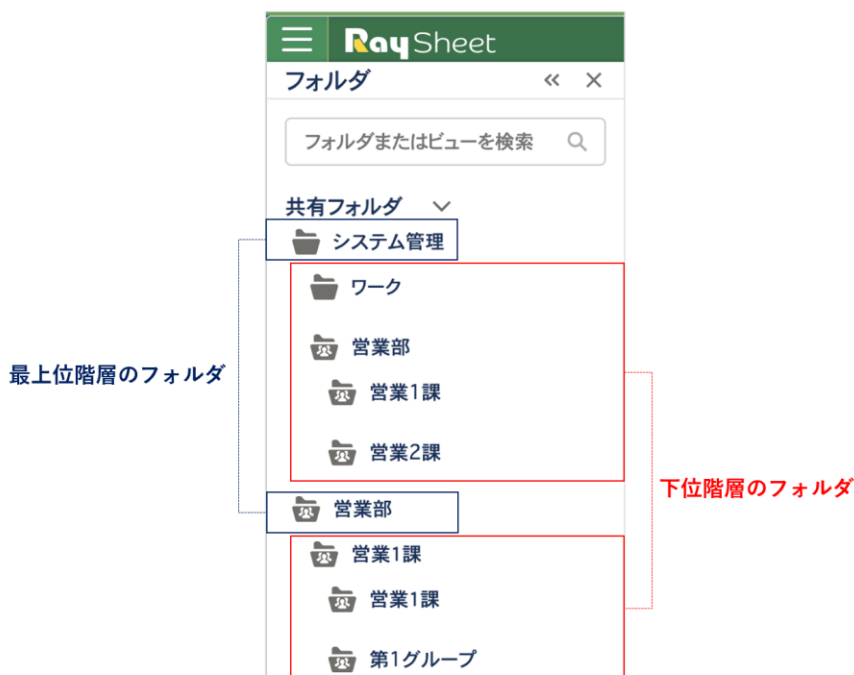 RaySheet
フォルダ
フォルダまたはビューを検索
共有フォルダ
システム管理
ワーク
営業部
最上位階層のフォルダ
営業1課
営業2課
下位階層のフォルダ
営業部
営業1課
営業1課
第1グループ